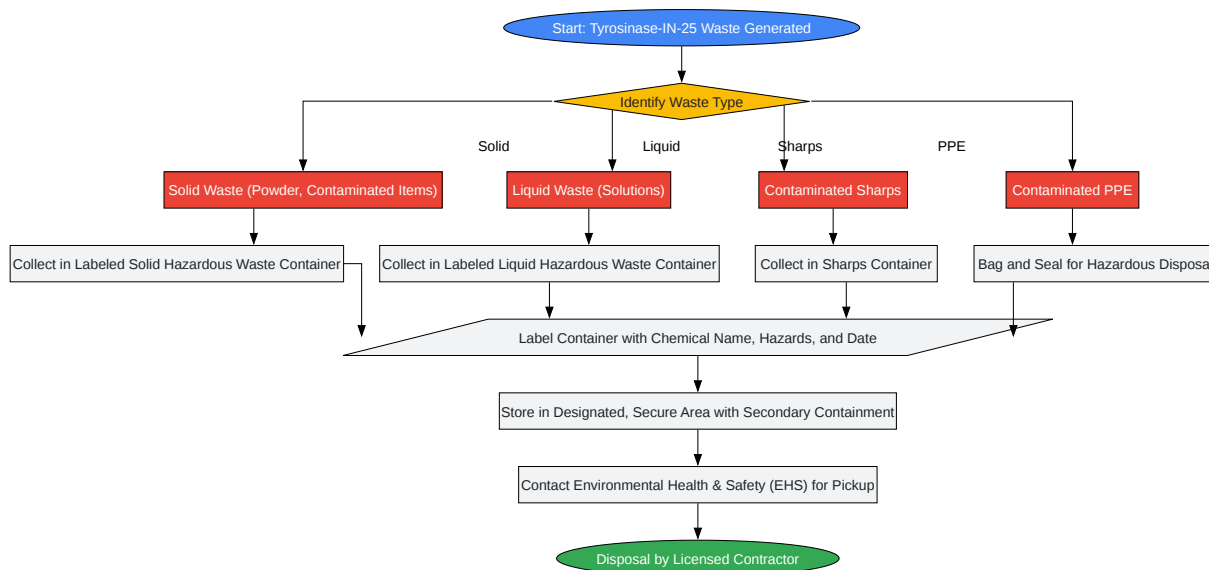 Start: Tyrosinase-IN-25 Waste Generated
Identify Waste Type
Solid
Liquid
Sharps
PPE
Solid Waste (Powder, Contaminated Items)
Liquid Waste (Solutions)
Contaminated Sharps
Contaminated PPE
Collect in Labeled Solid Hazardous Waste Container
Collect in Labeled Liquid Hazardous Waste Container
Collect in Sharps Container
Bag and Seal for Hazardous Disposa
Label Container with Chemical Name, Hazards, and Date
Store in Designated, Secure Area with Secondary Containment
Contact Environmental Health & Safety (EHS) for Pickup
Disposal by Licensed Contractor